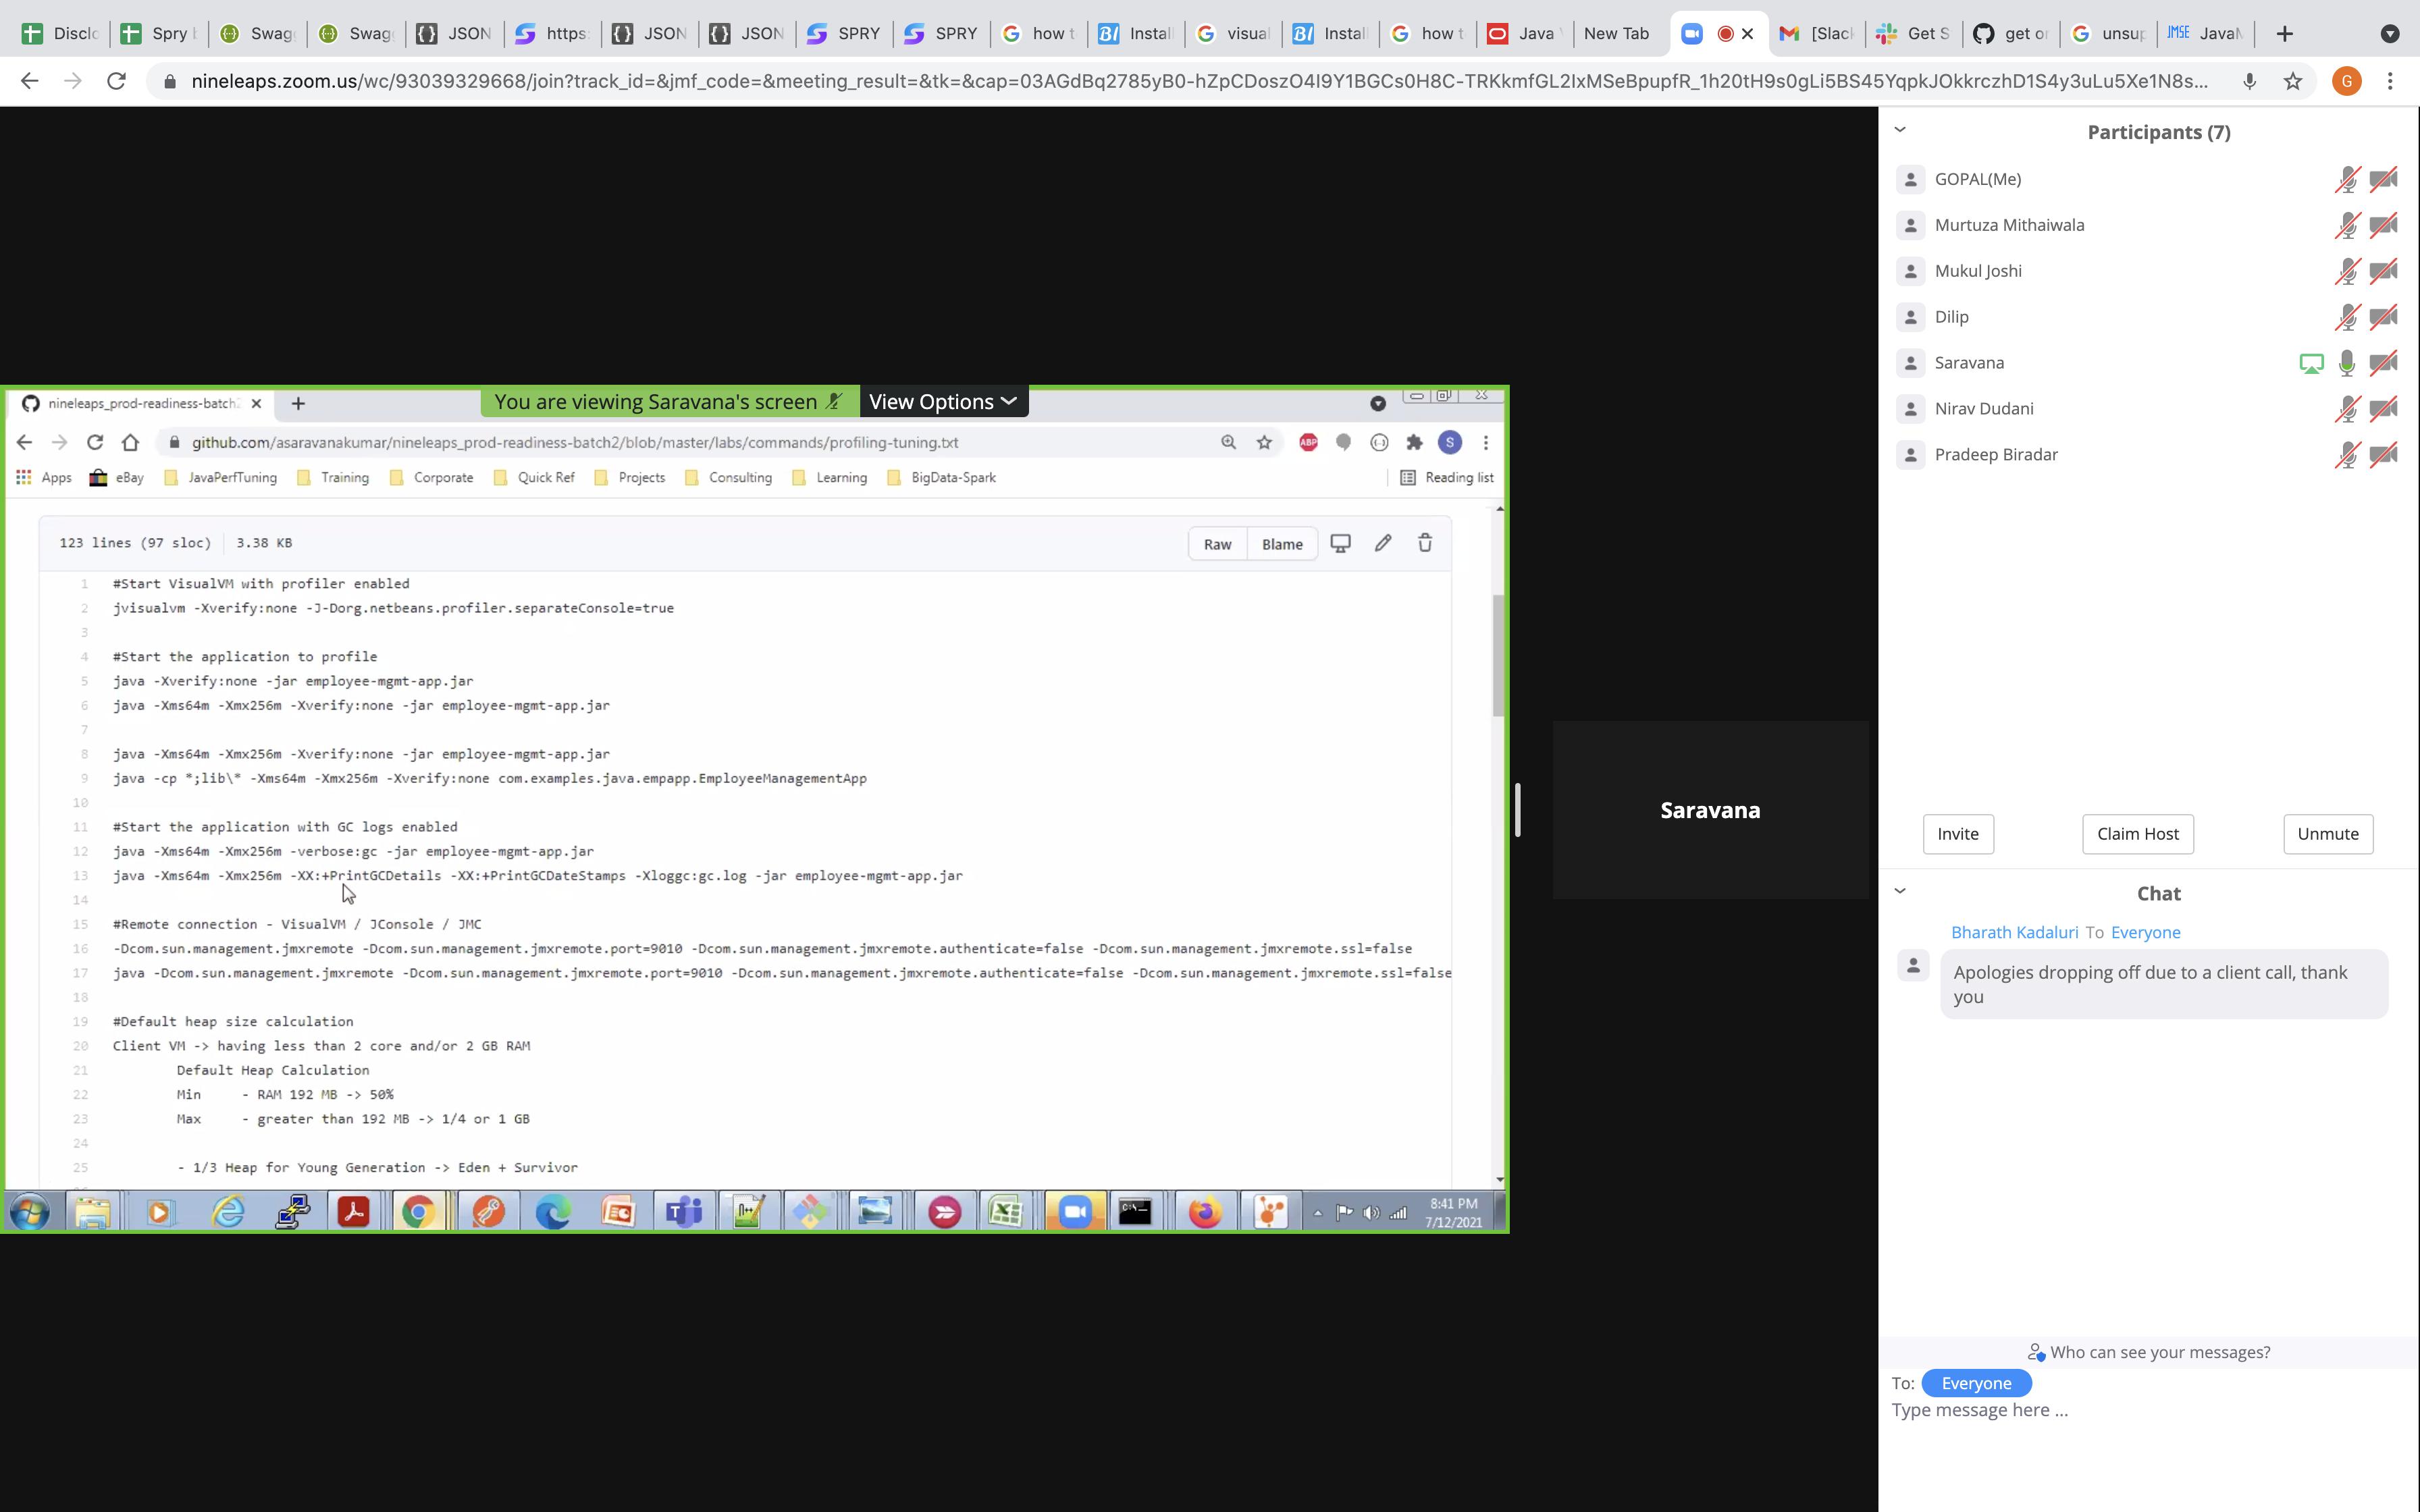 Disclo
Spry b
Swag
Swag
JSON
https:
JSON
JSON
SPRY
SPRY
how t
Install
visual
Install
how t
Java
New Tab
[Slack
Get S
get o
unsup
JavaM
nineleaps.zoom.us/wc/93039329668/join?track_id=&jmf_code=&meeting_result=&tk=&cap=03AGdBq2785yB0-hZpCDoszO4I9Y1BGCs0H8C-TRKkmfGL2IxMSeBpupfR_1h20tH9s0gLi5BS45YqpkJOkkrczhD1S4y3uLu5Xe1N8s...
G
nineleaps_prod-readiness-batch2
You are viewing Saravana's screen
View Options
github.com/asaravanakumar/nineleaps_prod-readiness-batch2/blob/master/labs/commands/profiling-tuning.txt
ABP
S
Apps
eBay
JavaPerfTuning
Training
Corporate
Quick Ref
Projects
Consulting
Learning
BigData-Spark
Reading list
123 lines (97 sloc) 3.38 KB
Raw
Blame
1 #Start VisualVM with profiler enabled
2 jvisualvm -Xverify:none -J-Dorg.netbeans.profiler.separateConsole=true
3
4 #Start the application to profile
5 java -Xverify:none -jar employee-mgmt-app.jar
6 java -Xms64m -Xmx256m -Xverify:none -jar employee-mgmt-app.jar
7
8 java -Xms64m -Xmx256m -Xverify:none -jar employee-mgmt-app.jar
9 java -cp *;lib\* -Xms64m -Xmx256m -Xverify:none com.examples.java.empapp.EmployeeManagementApp
10
11 #Start the application with GC logs enabled
12 java -Xms64m -Xmx256m -verbose:gc -jar employee-mgmt-app.jar
13 java -Xms64m -Xmx256m -XX:+PrintGCDetails -XX:+PrintGCDateStamps -Xloggc:gc.log -jar employee-mgmt-app.jar
14
15 #Remote connection - VisualVM / JConsole / JMC
16 -Dcom.sun.management.jmxremote -Dcom.sun.management.jmxremote.port=9010 -Dcom.sun.management.jmxremote.authenticate=false -Dcom.sun.management.jmxremote.ssl=false
17 java -Dcom.sun.management.jmxremote -Dcom.sun.management.jmxremote.port=9010 -Dcom.sun.management.jmxremote.authenticate=false -Dcom.sun.management.jmxremote.ssl=false
18
19 #Default heap size calculation
20 Client VM -> having less than 2 core and/or 2 GB RAM
21 Default Heap Calculation
22 Min - RAM 192 MB -> 50%
23 Max - greater than 192 MB -> 1/4 or 1 GB
24
25 - 1/3 Heap for Young Generation -> Eden + Survivor
8:41 PM
7/12/2021
Saravana
Participants (7)
GOPAL(Me)
Murtuza Mithaiwala
Mukul Joshi
Dilip
Saravana
Nirav Dudani
Pradeep Biradar
Invite
Claim Host
Unmute
Chat
Bharath Kadaluri To Everyone
Apologies dropping off due to a client call, thank
you
Who can see your messages?
To: Everyone
Type message here ...